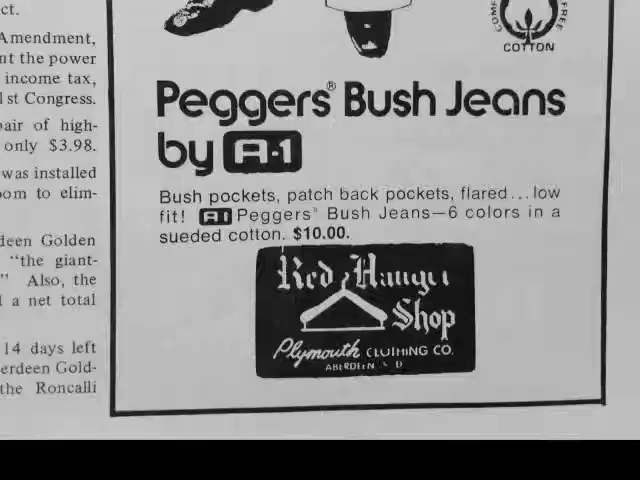 ct.
Amendment,
nt the power
income tax,
1st Congress.
pair of high-
only $3.98.
was installed
oom to elim-
deen Golden
"the giant-
" Also, the
d a net total
14 days left
erdeen Gold-
the Roncalli
COTTON
Peggers® Bush Jeans
by A-1
Bush pockets, patch back pockets, flared...low
fit! A-1 Peggers® Bush Jeans—6 colors in a
sueded cotton. $10.00.
Red Hanger
Shop
Plymouth CLOTHING CO.
ABERDEEN S D